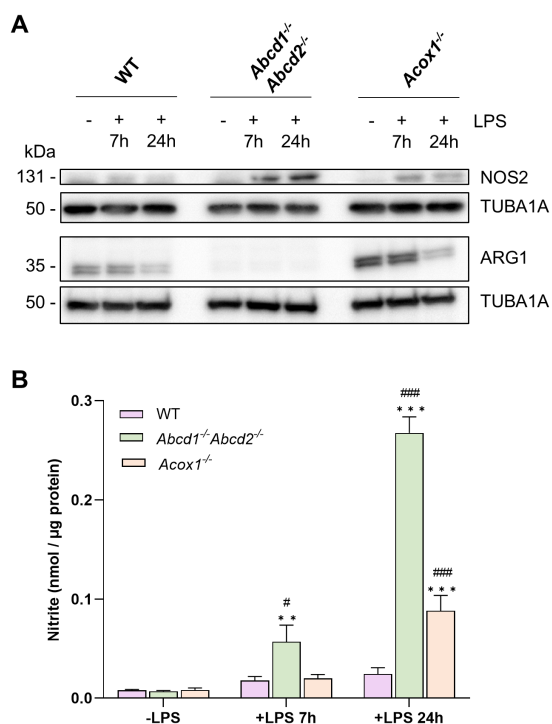 A
WT
Abcd1-/-
Abcd2-/-
Acox1-/-
- + + - + + - + + LPS
7h 24h 7h 24h 7h 24h
kDa
131 - NOS2
50 - TUBA1A
35 - ARG1
50 - TUBA1A
B
Nitrite (nmol / µg protein)
0.3
0.2
0.1
0.0
WT
Abcd1-/-Abcd2-/-
Acox1-/-
#
* *
###
* * *
###
* * *
-LPS +LPS 7h +LPS 24h